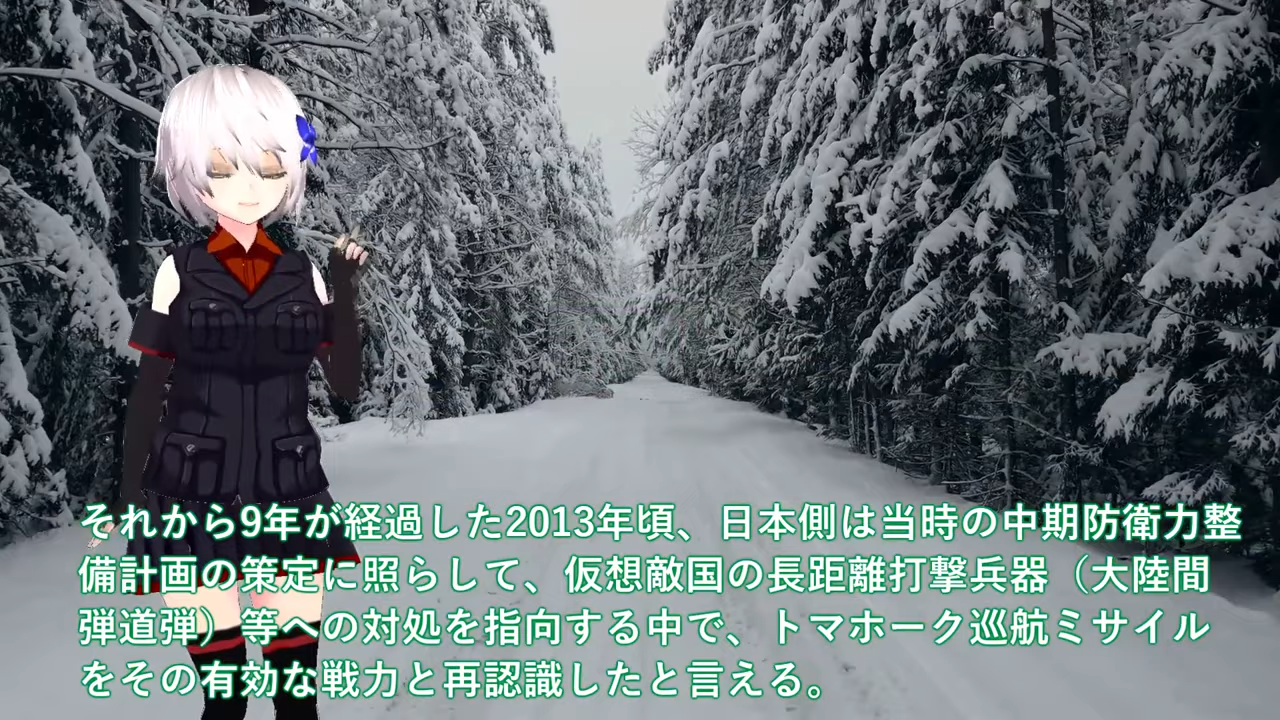 それから9年が経過した2013年頃、日本側は当時の中期防衛力整
備計画の策定に照らして、仮想敵国の長距離打撃兵器（大陸間
弾道弾）等への対処を指向する中で、トマホーク巡航ミサイル
をその有効な戦力と再認識したと言える。